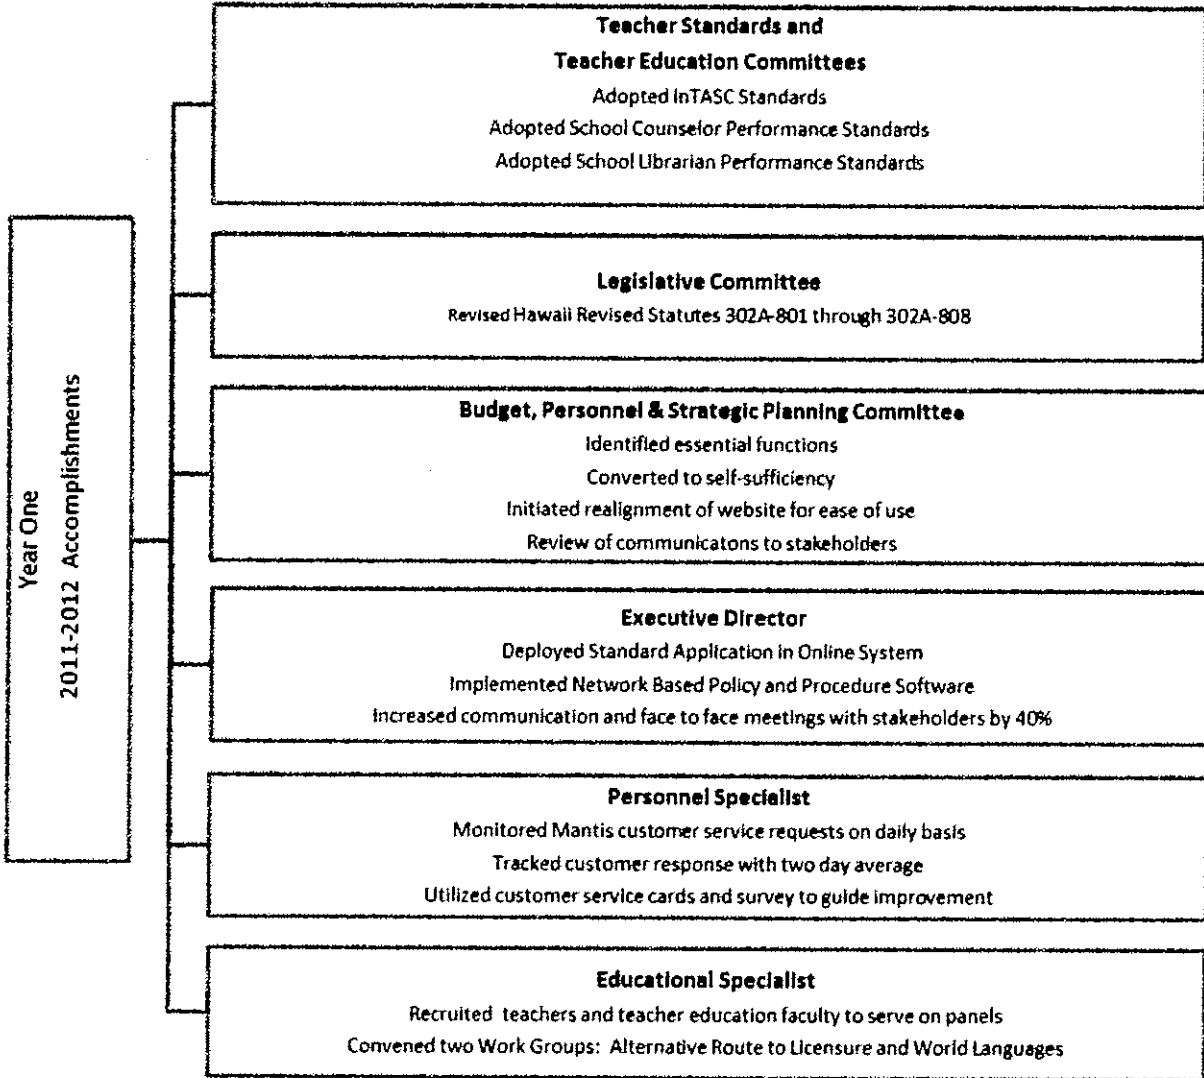 Year One
2011-2012 Accomplishments
Teacher Standards and
Teacher Education Committees
Adopted InTASC Standards
Adopted School Counselor Performance Standards
Adopted School Librarian Performance Standards
Legislative Committee
Revised Hawaii Revised Statutes 302A-801 through 302A-808
Budget, Personnel & Strategic Planning Committee
Identified essential functions
Converted to self-sufficiency
Initiated realignment of website for ease of use
Review of communicatons to stakeholders
Executive Director
Deployed Standard Application in Online System
Implemented Network Based Policy and Procedure Software
Increased communication and face to face meetings with stakeholders by 40%
Personnel Specialist
Monitored Mantis customer service requests on daily basis
Tracked customer response with two day average
Utilized customer service cards and survey to guide improvement
Educational Specialist
Recruited teachers and teacher education faculty to serve on panels
Convened two Work Groups: Alternative Route to Licensure and World Languages